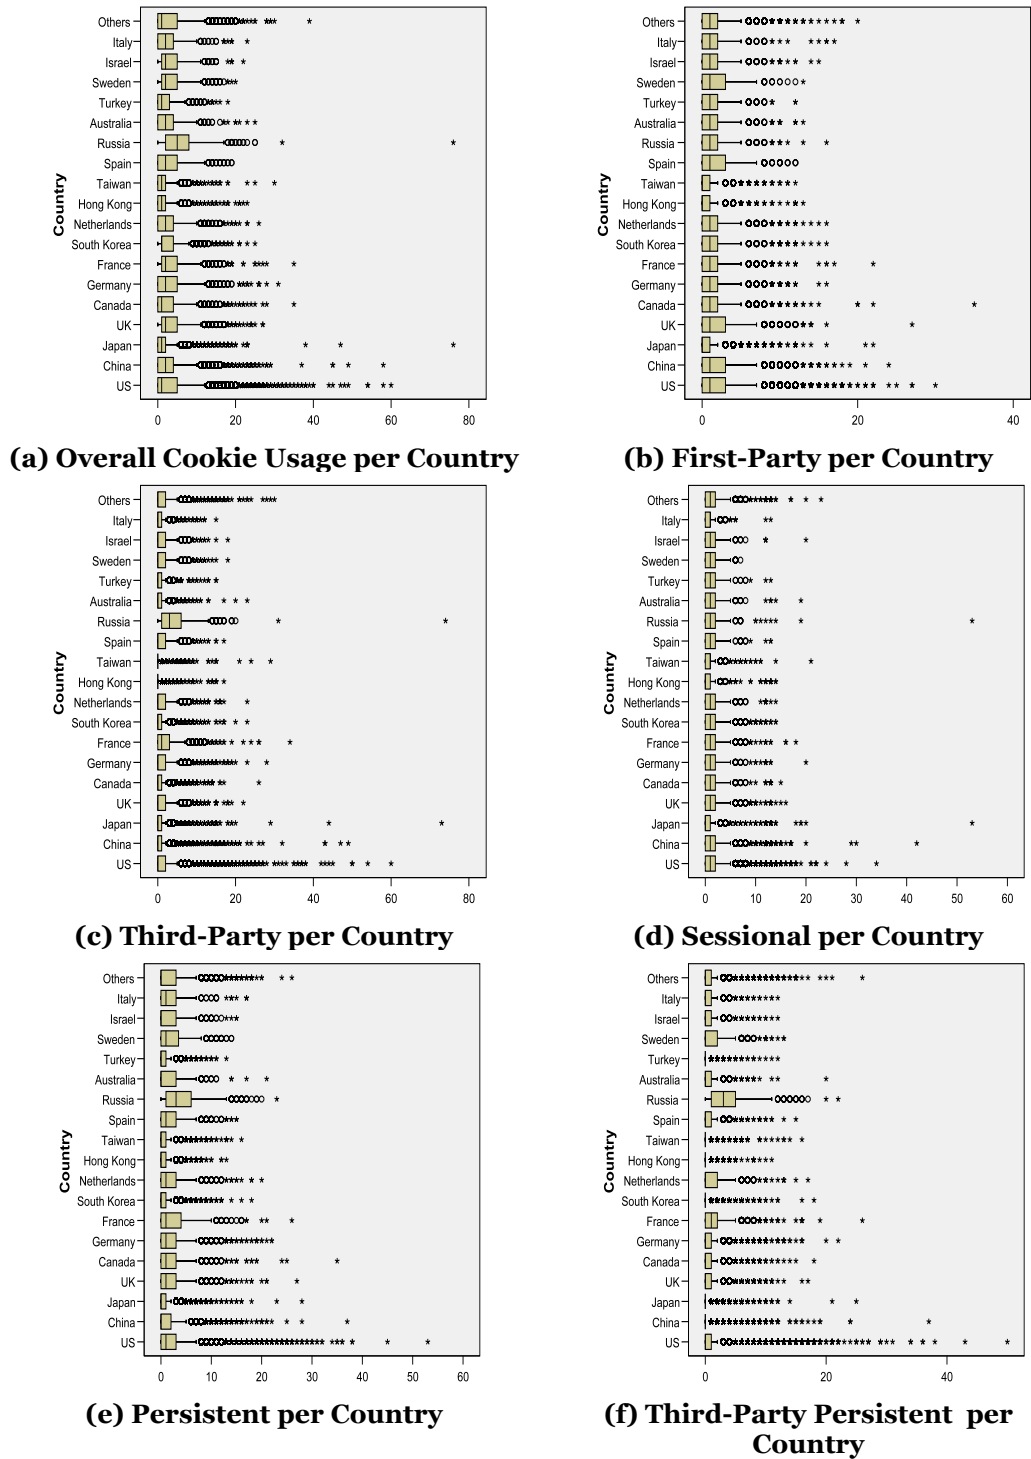 Others
Italy
Israel
Sweden
Turkey
Australia
Russia
Spain
Taiwan
Hong Kong
Netherlands
South Korea
France
Germany
Canada
UK
Japan
China
US
Country
0 20 40 60 80
(a) Overall Cookie Usage per Country
Others
Italy
Israel
Sweden
Turkey
Australia
Russia
Spain
Taiwan
Hong Kong
Netherlands
South Korea
France
Germany
Canada
UK
Japan
China
US
Country
0 20 40
(b) First-Party per Country
Others
Italy
Israel
Sweden
Turkey
Australia
Russia
Spain
Taiwan
Hong Kong
Netherlands
South Korea
France
Germany
Canada
UK
Japan
China
US
Country
0 20 40 60 80
(c) Third-Party per Country
Others
Italy
Israel
Sweden
Turkey
Australia
Russia
Spain
Taiwan
Hong Kong
Netherlands
South Korea
France
Germany
Canada
UK
Japan
China
US
Country
0 10 20 30 40 50 60
(d) Sessional per Country
Others
Italy
Israel
Sweden
Turkey
Australia
Russia
Spain
Taiwan
Hong Kong
Netherlands
South Korea
France
Germany
Canada
UK
Japan
China
US
Country
0 10 20 30 40 50 60
(e) Persistent per Country
Others
Italy
Israel
Sweden
Turkey
Australia
Russia
Spain
Taiwan
Hong Kong
Netherlands
South Korea
France
Germany
Canada
UK
Japan
China
US
Country
0 20 40
(f) Third-Party Persistent per
Country